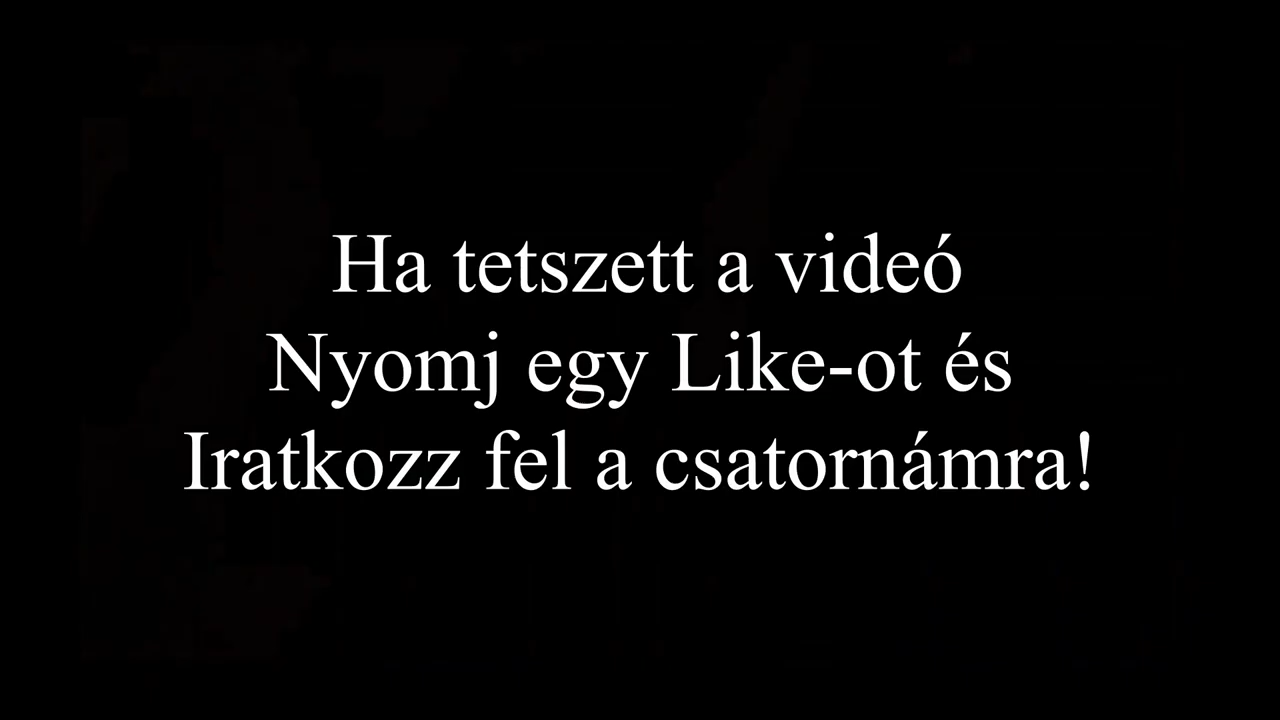 Ha tetszett a videó
Nyomj egy Like-ot és
Iratkozz fel a csatornámra!